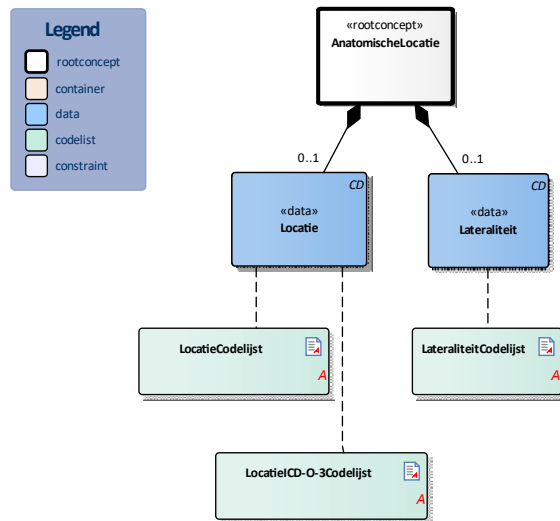 Legend
rootconcept
container
data
codelist
constraint
«rootconcept»
AnatomischeLocatie
0..1
0..1
CD
«data»
Locatie
CD
«data»
Lateraliteit
LocatieCodelijst
A
LateraliteitCodelijst
A
LocatieICD-O-3Codelijst
A